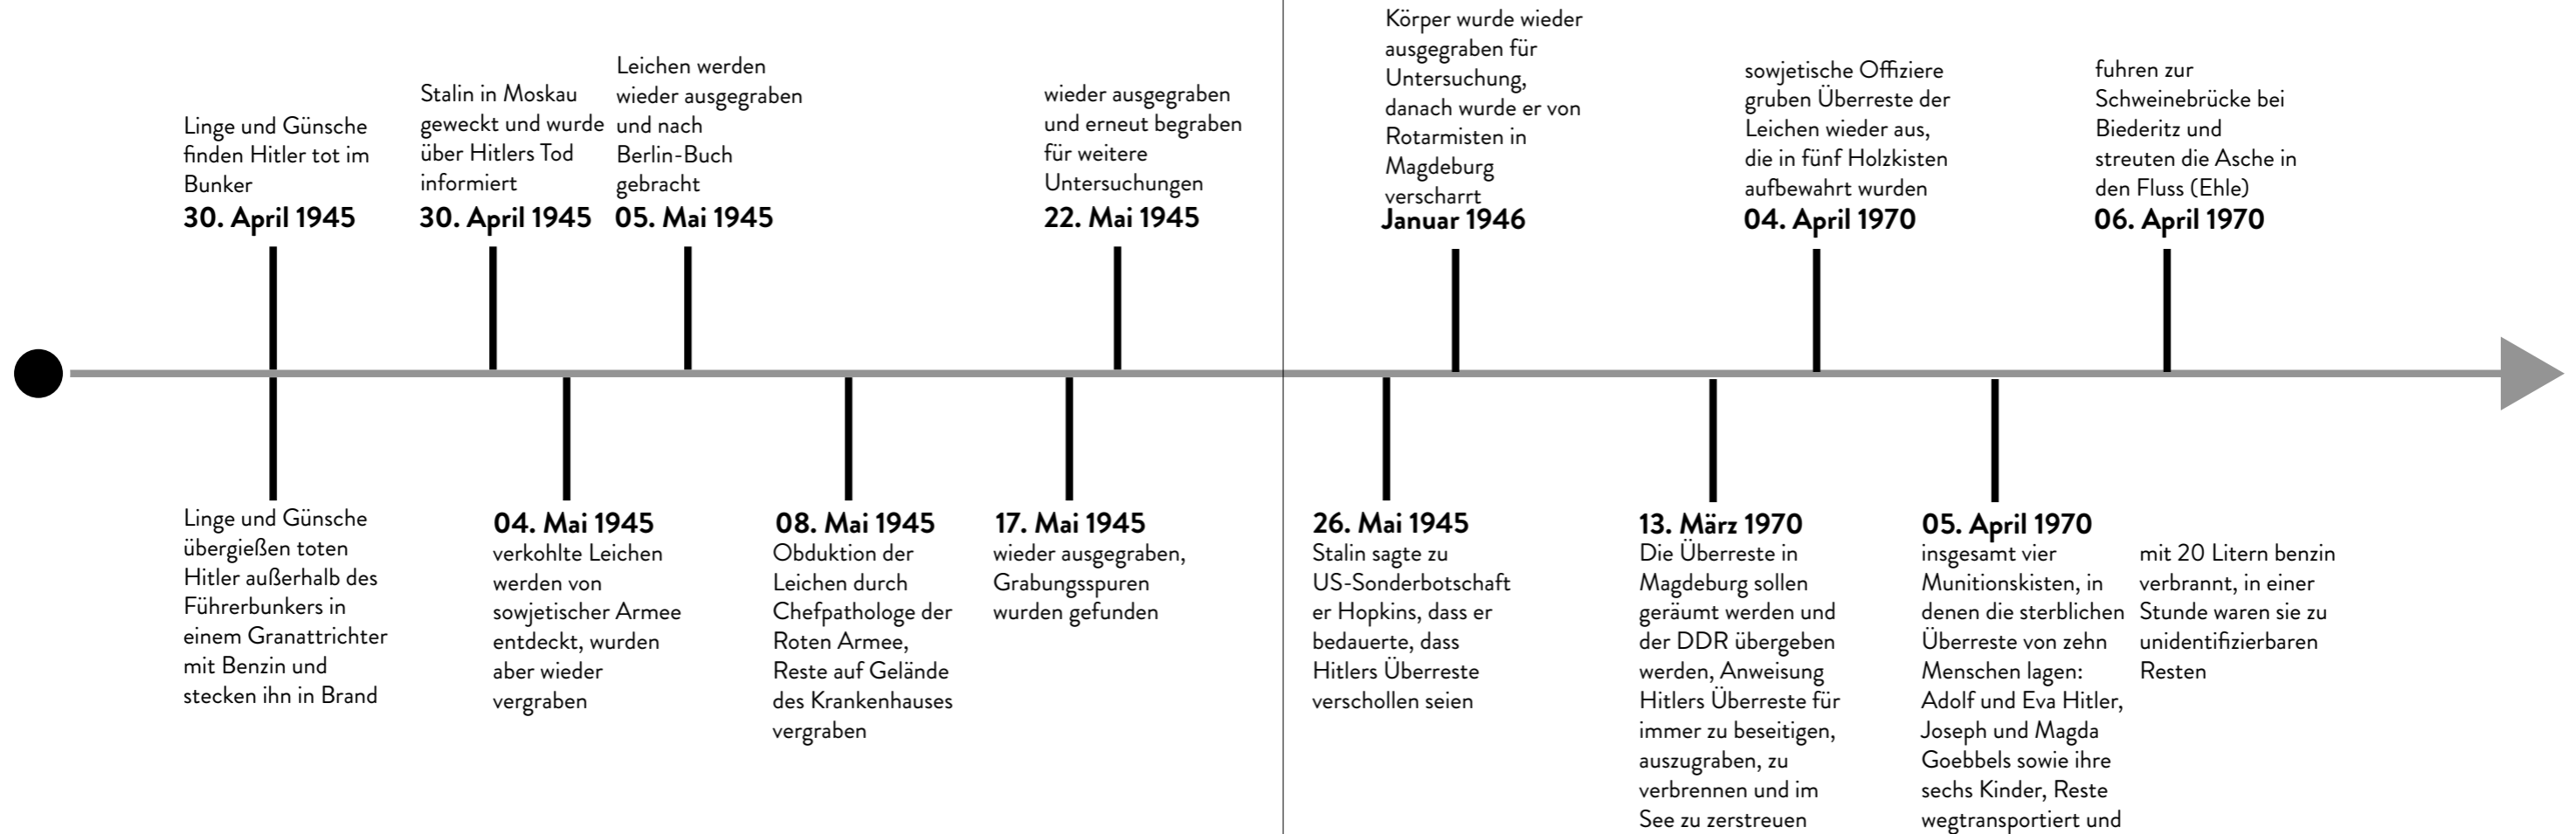 Linge und Günsche
finden Hitler tot im
Bunker
30. April 1945
Linge und Günsche
übergießen toten
Hitler außerhalb des
Führerbunkers in
einem Granattrichter
mit Benzin und
stecken ihn in Brand
Stalin in Moskau
geweckt und wurde
über Hitlers Tod
informiert
30. April 1945
04. Mai 1945
verkohlte Leichen
werden von
sowjetischer Armee
entdeckt, wurden
aber wieder
vergraben
Leichen werden
wieder ausgegraben
und nach
Berlin-Buch
gebracht
05. Mai 1945
08. Mai 1945
Obduktion der
Leichen durch
Chefpathologe der
Roten Armee,
Reste auf Gelände
des Krankenhauses
vergraben
17. Mai 1945
wieder ausgegraben,
Grabungsspuren
wurden gefunden
wieder ausgegraben
und erneut begraben
für weitere
Untersuchungen
22. Mai 1945
26. Mai 1945
Stalin sagte zu
US-Sonderbotschaft
er Hopkins, dass er
bedauerte, dass
Hitlers Überreste
verschollen seien
Körper wurde wieder
ausgegraben für
Untersuchung,
danach wurde er von
Rotarmisten in
Magdeburg
verscharrt
Januar 1946
13. März 1970
Die Überreste in
Magdeburg sollen
geräumt werden und
der DDR übergeben
werden, Anweisung
Hitlers Überreste für
immer zu beseitigen,
auszugraben, zu
verbrennen und im
See zu zerstreuen
sowjetische Offiziere
gruben Überreste der
Leichen wieder aus,
die in fünf Holzkisten
aufbewahrt wurden
04. April 1970
05. April 1970
insgesamt vier
Munitionskisten, in
denen die sterblichen
Überreste von zehn
Menschen lagen:
Adolf und Eva Hitler,
Joseph und Magda
Goebbels sowie ihre
sechs Kinder, Reste
wegtransportiert und
mit 20 Litern benzin
verbrannt, in einer
Stunde waren sie zu
unidentifizierbaren
Resten
fuhren zur
Schweinebrücke bei
Biederitz und
streuten die Asche in
den Fluss (Ehle)
06. April 1970